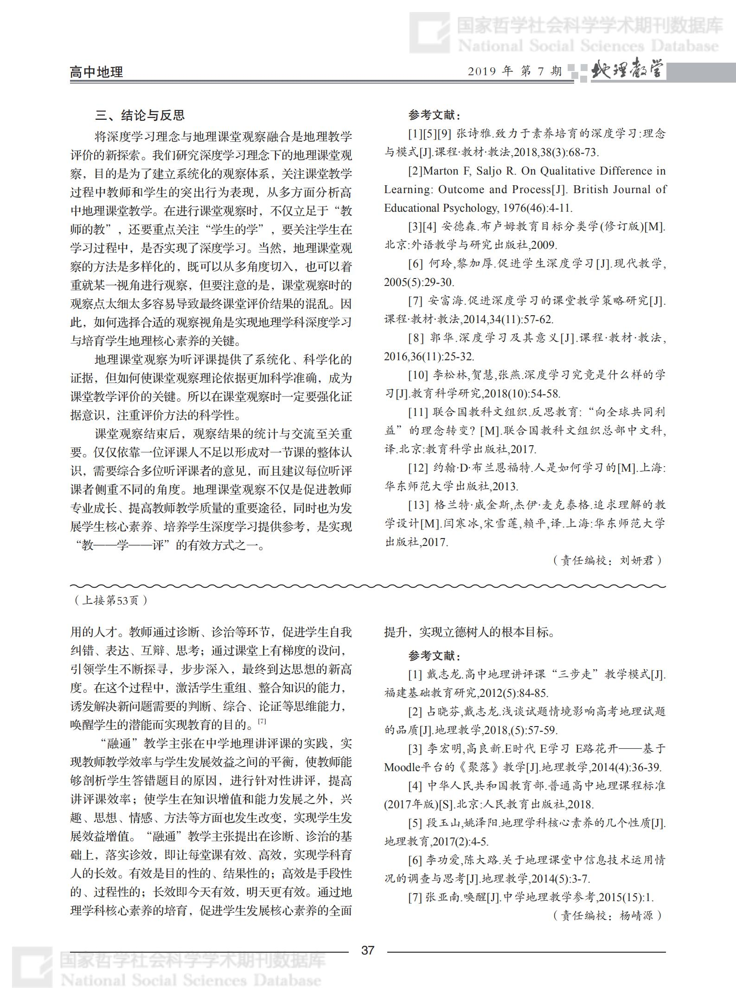 国家哲学社会科学学术期刊数据库
National Social Sciences Database
高中地理
2019 年 第 7 期
地理教学
三、结论与反思
将深度学习理念与地理课堂观察融合是地理教学
评价的新探索。我们研究深度学习理念下的地理课堂观
察，目的是为了建立系统化的观察体系，关注课堂教学
过程中教师和学生的突出行为表现，从多方面分析高
中地理课堂教学。在进行课堂观察时，不仅立足于“教
师的教”，还要重点关注“学生的学”，要关注学生在
学习过程中，是否实现了深度学习。当然，地理课堂观
察的方法是多样化的，既可以从多角度切入，也可以着
重就某一视角进行观察，但要注意的是，课堂观察时的
观察点太细太多容易导致最终课堂评价结果的混乱。因
此，如何选择合适的观察视角是实现地理学科深度学习
与培育学生地理核心素养的关键。
地理课堂观察为听评课提供了系统化、科学化的
证据，但如何使课堂观察理论依据更加科学准确，成为
课堂教学评价的关键。所以在课堂观察时一定要强化证
据意识，注重评价方法的科学性。
课堂观察结束后，观察结果的统计与交流至关重
要。仅仅依靠一位评课人不足以形成对一节课的整体认
识，需要综合多位听评课者的意见，而且建议每位听评
课者侧重不同的角度。地理课堂观察不仅是促进教师
专业成长、提高教师教学质量的重要途径，同时也为发
展学生核心素养、培养学生深度学习提供参考，是实现
“教——学——评”的有效方式之一。
参考文献：
[1][5][9] 张诗雅.致力于素养培育的深度学习:理念
与模式[J].课程·教材·教法,2018,38(3):68-73.
[2]Marton F, Saljo R. On Qualitative Difference in
Learning: Outcome and Process[J]. British Journal of
Educational Psychology, 1976(46):4-11.
[3][4] 安德森.布卢姆教育目标分类学(修订版)[M].
北京:外语教学与研究出版社,2009.
[6] 何玲,黎加厚.促进学生深度学习[J].现代教学,
2005(5):29-30.
[7] 安富海.促进深度学习的课堂教学策略研究[J].
课程·教材·教法,2014,34(11):57-62.
[8] 郭华.深度学习及其意义[J].课程·教材·教法,
2016,36(11):25-32.
[10] 李松林,贺慧,张燕.深度学习究竟是什么样的学
习[J].教育科学研究,2018(10):54-58.
[11] 联合国教科文组织.反思教育:“向全球共同利
益”的理念转变? [M].联合国教科文组织总部中文科,
译.北京:教育科学出版社,2017.
[12] 约翰·D·布兰恩福特.人是如何学习的[M].上海:
华东师范大学出版社,2013.
[13] 格兰特·威金斯,杰伊·麦克泰格.追求理解的教
学设计[M].闫寒冰,宋雪莲,赖平,译.上海:华东师范大学
出版社,2017.
（责任编校：刘妍君）
（上接第53页）
用的人才。教师通过诊断、诊治等环节，促进学生自我
纠错、表达、互辩、思考；通过课堂上有梯度的设问，
引领学生不断探寻，步步深入，最终到达思想的新高
度。在这个过程中，激活学生重组、整合知识的能力，
诱发解决新问题需要的判断、综合、论证等思维能力，
唤醒学生的潜能而实现教育的目的。[7]
“融通”教学主张在中学地理讲评课的实践，实
现教师教学效率与学生发展效益之间的平衡，使教师能
够剖析学生答错题目的原因，进行针对性讲评，提高
讲评课效率；使学生在知识增值和能力发展之外，兴
趣、思想、情感、方法等方面也发生改变，实现学生发
展效益增值。“融通”教学主张提出在诊断、诊治的基
础上，落实诊效，即让每堂课有效、高效，实现学科育
人的长效。有效是目的性的、结果性的；高效是手段性
的、过程性的；长效即今天有效，明天更有效。通过地
理学科核心素养的培育，促进学生发展核心素养的全面
提升，实现立德树人的根本目标。
参考文献：
[1] 戴志龙.高中地理讲评课“三步走”教学模式[J].
福建基础教育研究,2012(5):84-85.
[2] 占晓芬,戴志龙.浅谈试题情境影响高考地理试题
的品质[J].地理教学,2018,(5):57-59.
[3] 李宏明,高良新.E时代 E学习 E路花开——基于
Moodle平台的《聚落》教学[J].地理教学,2014(4):36-39.
[4] 中华人民共和国教育部.普通高中地理课程标准
(2017年版)[S].北京:人民教育出版社,2018.
[5] 段玉山,姚泽阳.地理学科核心素养的几个性质[J].
地理教育,2017(2):4-5.
[6] 李功爱,陈大路.关于地理课堂中信息技术运用情
况的调查与思考[J].地理教学,2014(5):3-7.
[7] 张亚南.唤醒[J].中学地理教学参考,2015(15):1.
（责任编校：杨崝源）
37
国家哲学社会科学学术期刊数据库
National Social Sciences Database